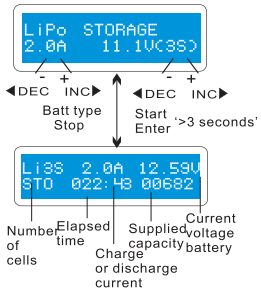 LiPo STORAGE
2.0A 11.1V(3S)
- + - +
◀DEC INC▶ ◀DEC INC▶
Batt type
Stop
Start
Enter ‘>3 seconds’
Li3S 2.0A 12.59V
STO 022:43 00682
Number
of
cells
Elapsed
time
Charge
or discharge
current
Supplied
capacity
Current
voltage
battery